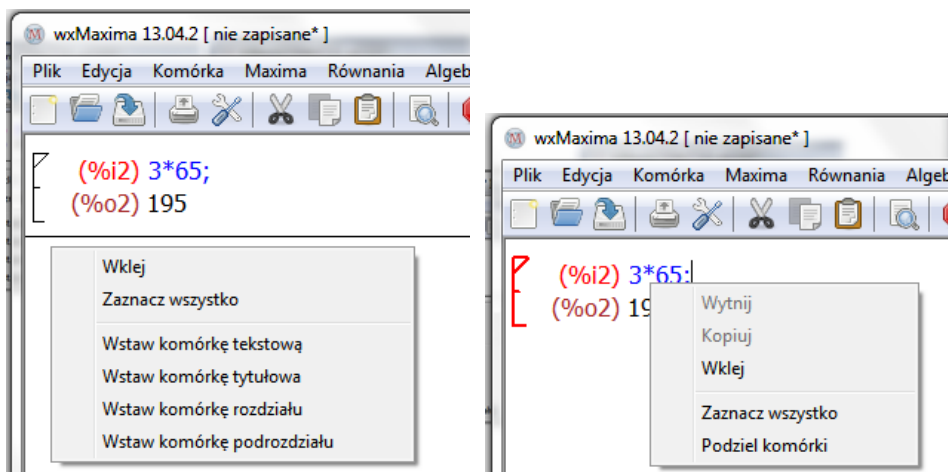 wxMaxima 13.04.2 [ nie zapisane* ]
Plik Edycja Komórka Maxima Równania Algeb
(%i2) 3*65;
(%o2) 195
Wklej
Zaznacz wszystko
Wstaw komórkę tekstową
Wstaw komórkę tytułowa
Wstaw komórkę rozdziału
Wstaw komórkę podrozdziału
wxMaxima 13.04.2 [ nie zapisane* ]
Plik Edycja Komórka Maxima Równania Algeb
(%i2) 3*65;
(%o2) 19
Wytnij
Kopiuj
Wklej
Zaznacz wszystko
Podziel komórki